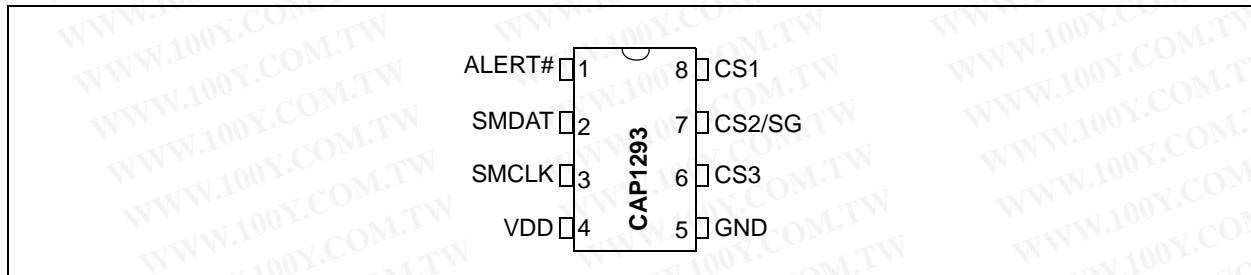 ALERT# 1 8 CS1
SMDAT 2 7 CS2/SG
SMCLK 3 6 CS3
VDD 4 5 GND
CAP1293
WWW.100Y.COM.TW